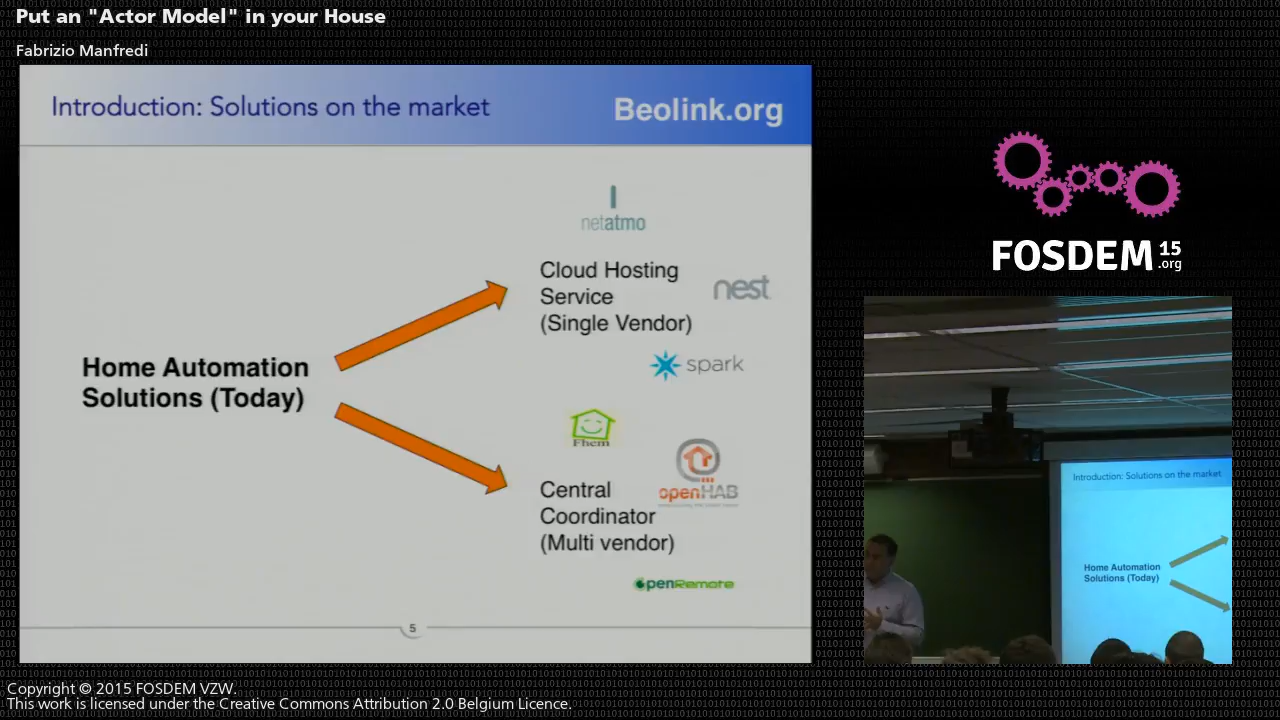 Put an "Actor Model" in your House
Fabrizio Manfredi
Introduction: Solutions on the market
Beolink.org
netatmo
Cloud Hosting
Service
(Single Vendor)
nest
spark
Home Automation
Solutions (Today)
Fhem
openHAB
Central
Coordinator
(Multi vendor)
OpenRemote
5
FOSDEM 15
.org
Introduction: Solutions on the market
Home Automation
Solutions (Today)
Copyright © 2015 FOSDEM VZW.
This work is licensed under the Creative Commons Attribution 2.0 Belgium Licence.